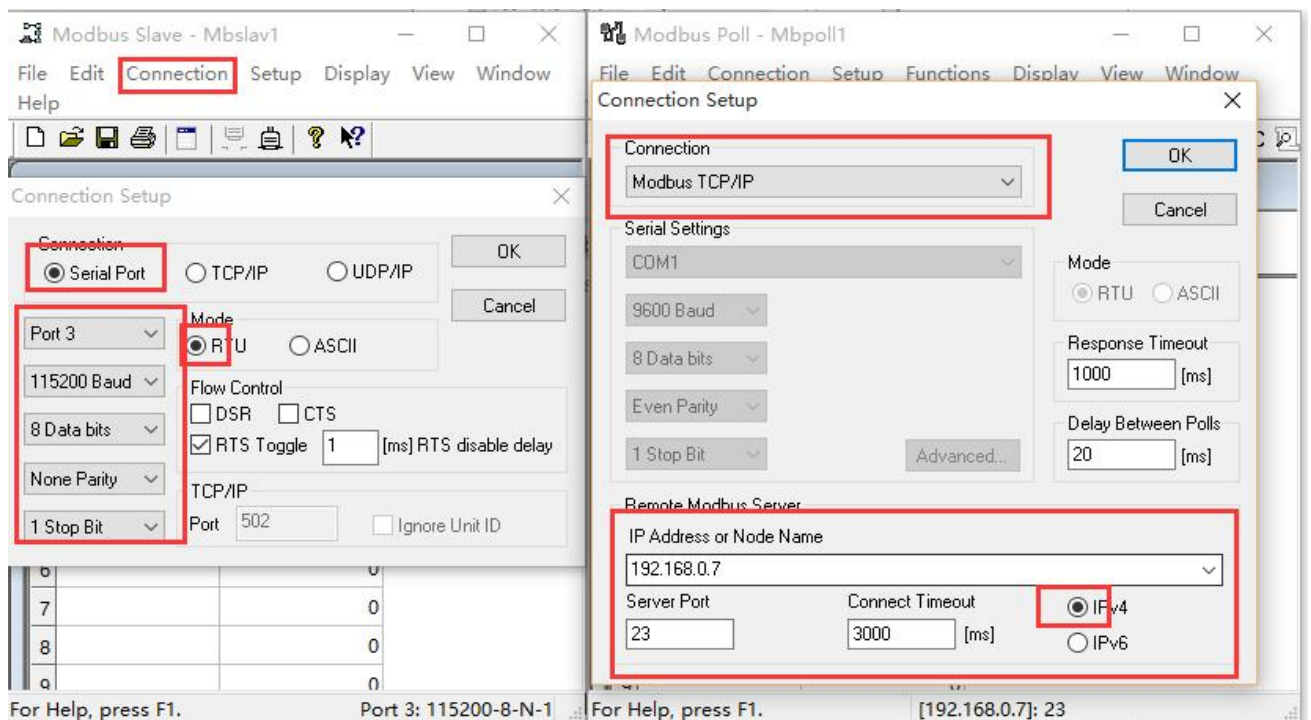 Modbus Slave - Mbslav1
File Edit Connection Setup Display View Window
Help
Connection Setup
Connection
Serial Port TCP/IP UDP/IP
OK
Cancel
Port 3
115200 Baud
8 Data bits
None Parity
1 Stop Bit
Mode
RTU ASCII
Flow Control
DSR CTS
RTS Toggle 1 [ms] RTS disable delay
TCP/IP
Port 502 Ignore Unit ID
6 0
7 0
8 0
9 0
For Help, press F1. Port 3: 115200-8-N-1
Modbus Poll - Mbpoll1
File Edit Connection Setup Functions Display View Window
Connection Setup
Connection
Modbus TCP/IP
OK
Cancel
Serial Settings
COM1
9600 Baud
8 Data bits
Even Parity
1 Stop Bit
Advanced...
Mode
RTU ASCII
Response Timeout
1000 [ms]
Delay Between Polls
20 [ms]
Remote Modbus Server
IP Address or Node Name
192.168.0.7
Server Port
23
Connect Timeout
3000 [ms]
IPv4
IPv6
For Help, press F1. [192.168.0.7]: 23